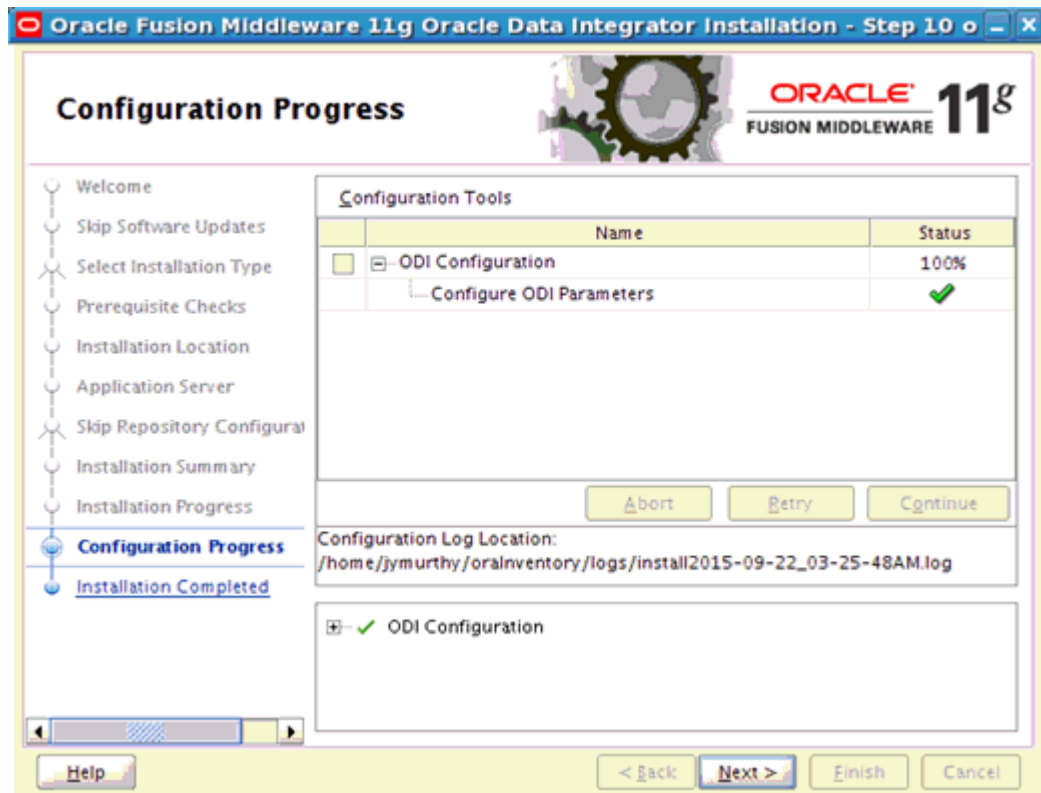 Oracle Fusion Middleware 11g Oracle Data Integrator Installation - Step 10 o
Configuration Progress
ORACLE
FUSION MIDDLEWARE 11g
Welcome
Skip Software Updates
Select Installation Type
Prerequisite Checks
Installation Location
Application Server
Skip Repository Configurat
Installation Summary
Installation Progress
Configuration Progress
Installation Completed
Configuration Tools
Name Status
ODI Configuration 100%
Configure ODI Parameters
Abort Retry Continue
Configuration Log Location:
/home/jymurthy/oraInventory/logs/install2015-09-22_03-25-48AM.log
ODI Configuration
Help < Back Next > Finish Cancel